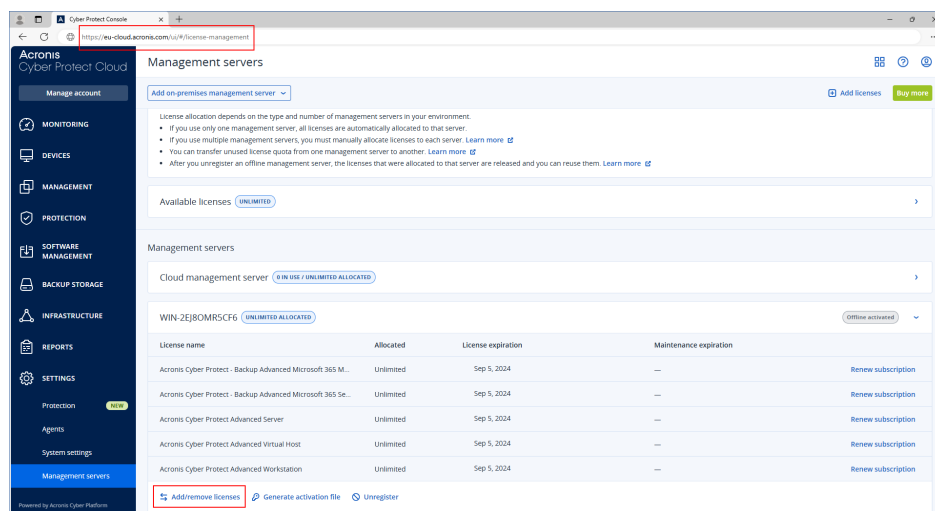 Cyber Protect Console
https://eu-cloud.acronis.com/ui/#/license-management
Acronis
Cyber Protect Cloud
Manage account
MONITORING
DEVICES
MANAGEMENT
PROTECTION
SOFTWARE
MANAGEMENT
BACKUP STORAGE
INFRASTRUCTURE
REPORTS
SETTINGS
Protection NEW
Agents
System settings
Management servers
Powered by Acronis Cyber Platform
Management servers
Add on-premises management server
Add licenses Buy more
License allocation depends on the type and number of management servers in your environment.
• If you use only one management server, all licenses are automatically allocated to that server.
• If you use multiple management servers, you must manually allocate licenses to each server. Learn more
• You can transfer unused license quota from one management server to another. Learn more
• After you unregister an offline management server, the licenses that were allocated to that server are released and you can reuse them. Learn more
Available licenses UNLIMITED
Management servers
Cloud management server 0 IN USE / UNLIMITED ALLOCATED
WIN-2EJ8OMR5CF6 UNLIMITED ALLOCATED Offline activated
License name Allocated License expiration Maintenance expiration
Acronis Cyber Protect - Backup Advanced Microsoft 365 M... Unlimited Sep 5, 2024 — Renew subscription
Acronis Cyber Protect - Backup Advanced Microsoft 365 Se... Unlimited Sep 5, 2024 — Renew subscription
Acronis Cyber Protect Advanced Server Unlimited Sep 5, 2024 — Renew subscription
Acronis Cyber Protect Advanced Virtual Host Unlimited Sep 5, 2024 — Renew subscription
Acronis Cyber Protect Advanced Workstation Unlimited Sep 5, 2024 — Renew subscription
Add/remove licenses Generate activation file Unregister